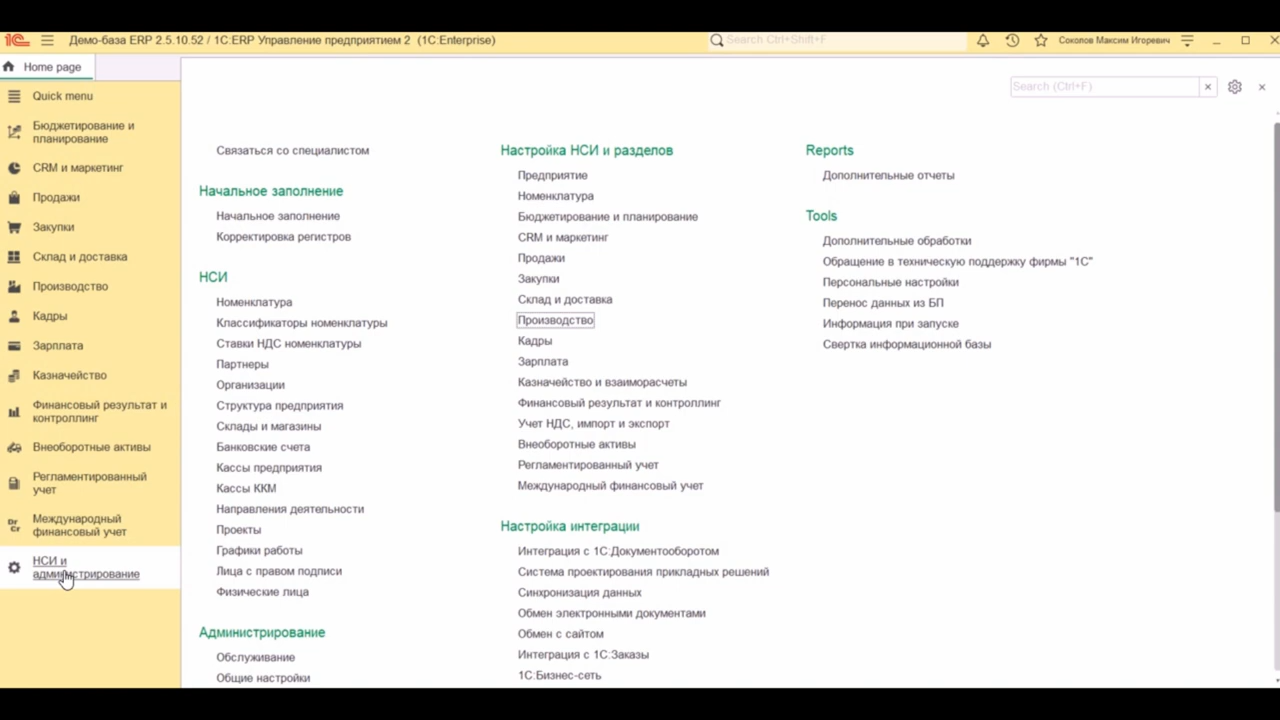 1С
Демо-база ERP 2.5.10.52 / 1С:ERP Управление предприятием 2 (1C:Enterprise)
Search Ctrl+Shift+F
Соколов Максим Игоревич
Home page
Search (Ctrl+F)
Quick menu
Бюджетирование и
планирование
CRM и маркетинг
Продажи
Закупки
Склад и доставка
Производство
Кадры
Зарплата
Казначейство
Финансовый результат и
контроллинг
Внеоборотные активы
Регламентированный
учет
Dr
Cr
Международный
финансовый учет
НСИ и
администрирование
Связаться со специалистом
Начальное заполнение
Начальное заполнение
Корректировка регистров
НСИ
Номенклатура
Классификаторы номенклатуры
Ставки НДС номенклатуры
Партнеры
Организации
Структура предприятия
Склады и магазины
Банковские счета
Кассы предприятия
Кассы ККМ
Направления деятельности
Проекты
Графики работы
Лица с правом подписи
Физические лица
Администрирование
Обслуживание
Общие настройки
Настройка НСИ и разделов
Предприятие
Номенклатура
Бюджетирование и планирование
CRM и маркетинг
Продажи
Закупки
Склад и доставка
Производство
Кадры
Зарплата
Казначейство и взаиморасчеты
Финансовый результат и контроллинг
Учет НДС, импорт и экспорт
Внеоборотные активы
Регламентированный учет
Международный финансовый учет
Настройка интеграции
Интеграция с 1С:Документооборотом
Система проектирования прикладных решений
Синхронизация данных
Обмен электронными документами
Обмен с сайтом
Интеграция с 1С:Заказы
1С:Бизнес-сеть
Reports
Дополнительные отчеты
Tools
Дополнительные обработки
Обращение в техническую поддержку фирмы "1С"
Персональные настройки
Перенос данных из БП
Информация при запуске
Свертка информационной базы